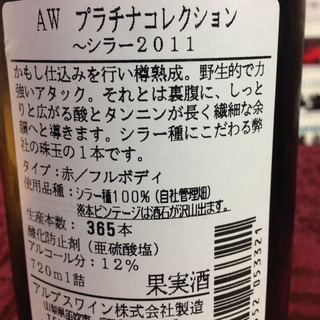 AW プラチナコレクション
～シラー2011
かもし仕込みを行い樽熟成。野生的で力
強いアタック。それとは裏腹に、しっと
りと広がる酸とタンニンが長く繊細な余
韻へと導きます。シラー種にこだわる弊
社の珠玉の1本です。
タイプ：赤／フルボディ
使用品種：シラー種100％（自社管理畑）
※本ビンテージは酒石が沢山出ます。
生産本数： 365本
酸化防止剤（亜硫酸塩）
アルコール分：12％
720ml詰
果実酒
アルプスワイン株式会社製造
52 053321